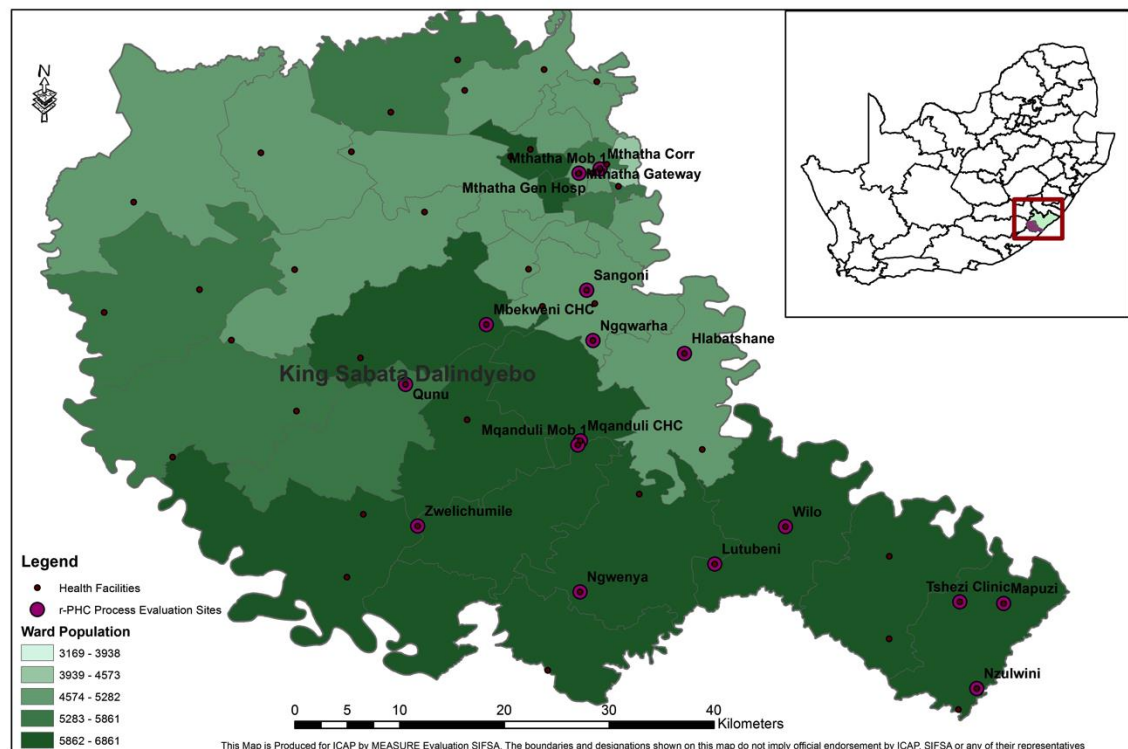 N
Mthatha Mob 1
Mthatha Corr
Mthatha Gateway
Mthatha Gen Hosp
Sangoni
Mbekweni CHC
Ngqwarha
Hlabatshane
King Sabata Dalindyebo
Qunu
Mqanduli Mob 1
Mqanduli CHC
Zwelichumile
Wilo
Lutubeni
Ngwenya
Tshezi Clinic
Mapuzi
Nzulwini
Legend
Health Facilities
r-PHC Process Evaluation Sites
Ward Population
3169 - 3938
3939 - 4573
4574 - 5282
5283 - 5861
5862 - 6861
0 10 20 30 40
Kilometers
This Map is Produced for ICAP by MEASURE Evaluation SIFSA. The boundaries and designations shown on this map do not imply official endorsement by ICAP, SIFSA or any of their representatives